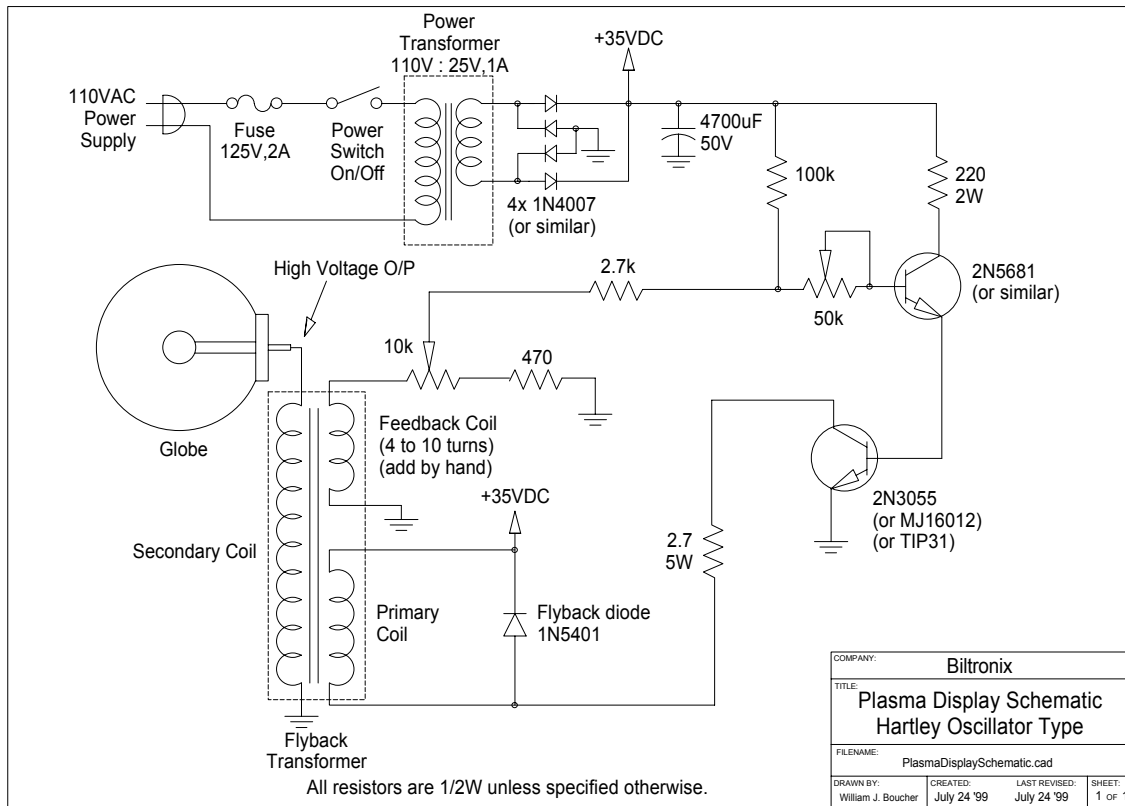 Power
Transformer
110V : 25V,1A
+35VDC
110VAC
Power
Supply
Fuse
125V,2A
Power
Switch
On/Off
4x 1N4007
(or similar)
4700uF
50V
100k
220
2W
High Voltage O/P
2.7k
50k
2N5681
(or similar)
10k
470
Globe
Feedback Coil
(4 to 10 turns)
(add by hand)
+35VDC
2N3055
(or MJ16012)
(or TIP31)
Secondary Coil
2.7
5W
Primary
Coil
Flyback diode
1N5401
Flyback
Transformer
All resistors are 1/2W unless specified otherwise.
COMPANY:
Biltronix
TITLE:
Plasma Display Schematic
Hartley Oscillator Type
FILENAME:
PlasmaDisplaySchematic.cad
DRAWN BY: CREATED: LAST REVISED: SHEET:
William J. Boucher July 24 '99 July 24 '99 1 OF